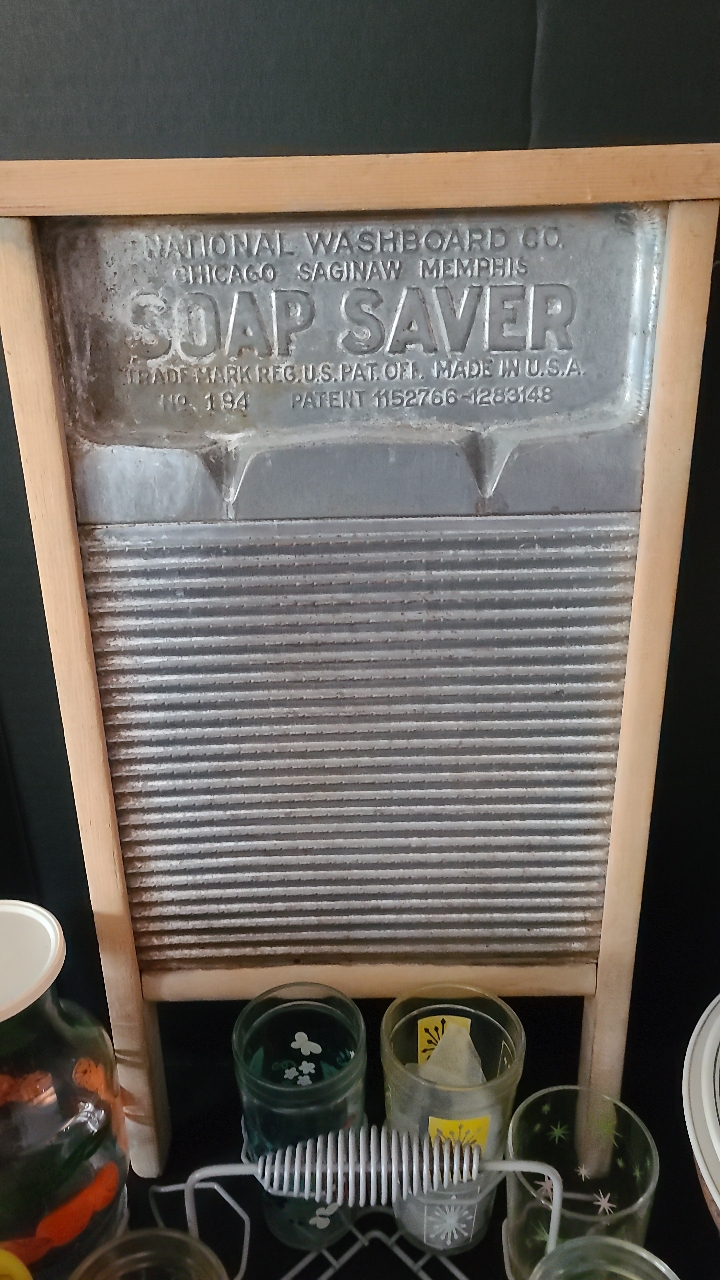 NATIONAL WASHBOARD CO.
CHICAGO SAGINAW MEMPHIS
SOAP SAVER
TRADE MARK REG. U.S. PAT. OFF. MADE IN U.S.A.
NO. 184 PATENT 1152766-1283148